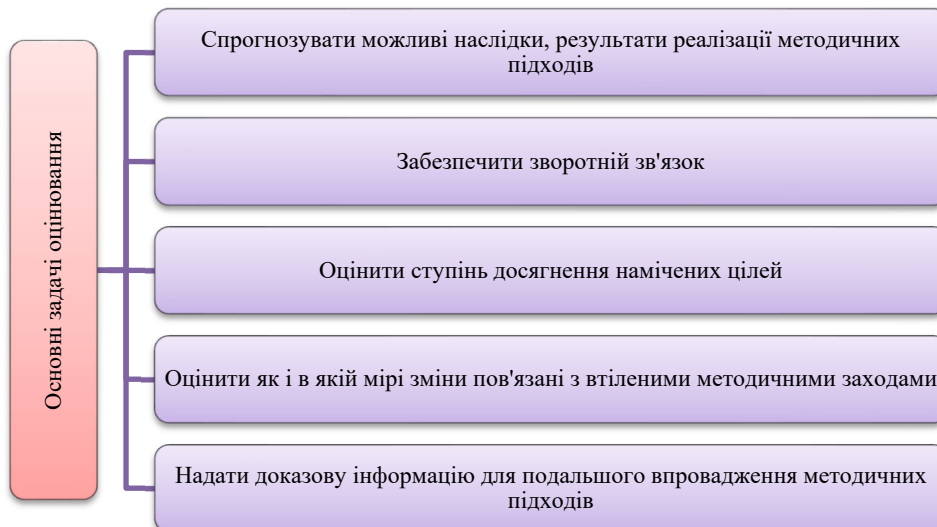 Основні задачі оцінювання
Спрогнозувати можливі наслідки, результати реалізації методичних
підходів
Забезпечити зворотній зв'язок
Оцінити ступінь досягнення намічених цілей
Оцінити як і в якій мірі зміни пов'язані з втіленими методичними заходами
Надати доказову інформацію для подальшого впровадження методичних
підходів